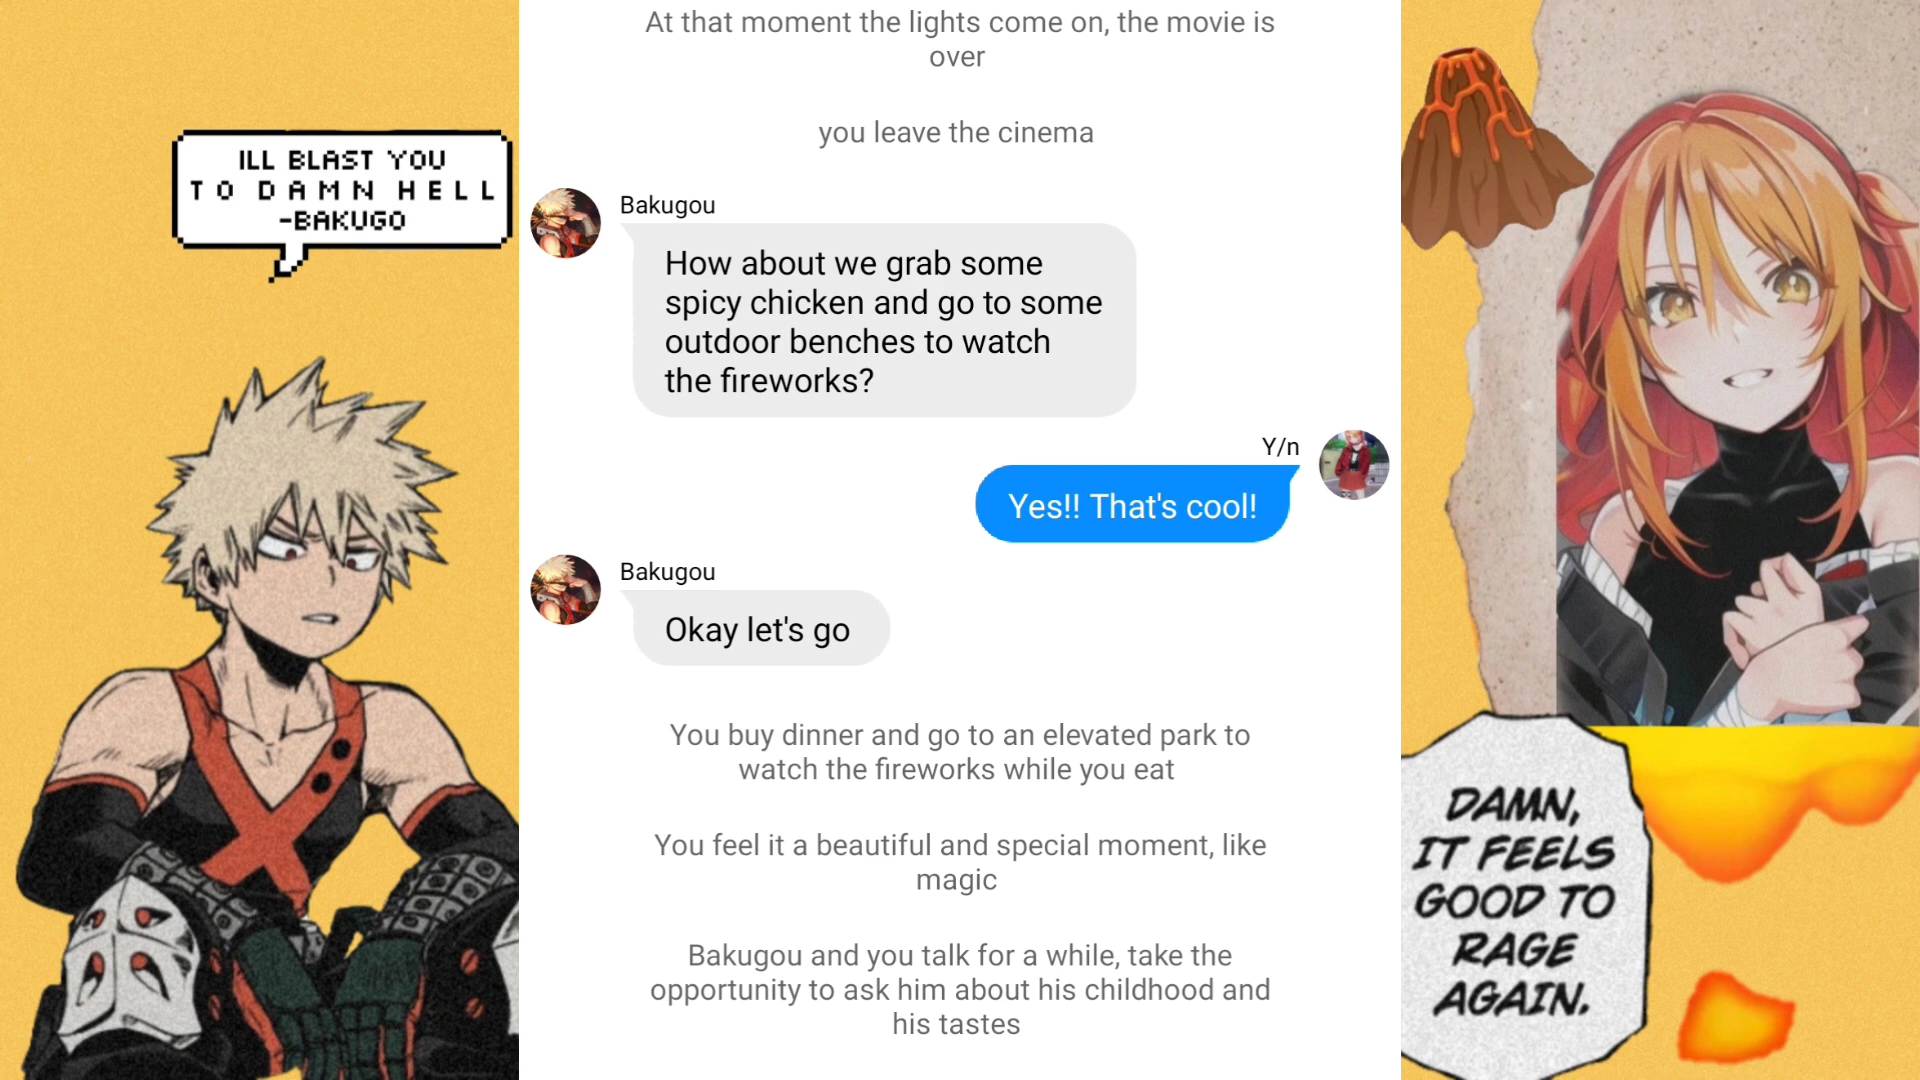 ILL BLAST YOU
TO DAMN HELL
-BAKUGO
At that moment the lights come on, the movie is
over
you leave the cinema
Bakugou
How about we grab some
spicy chicken and go to some
outdoor benches to watch
the fireworks?
Y/n
Yes!! That's cool!
Bakugou
Okay let's go
You buy dinner and go to an elevated park to
watch the fireworks while you eat
You feel it a beautiful and special moment, like
magic
Bakugou and you talk for a while, take the
opportunity to ask him about his childhood and
his tastes
DAMN,
IT FEELS
GOOD TO
RAGE
AGAIN.